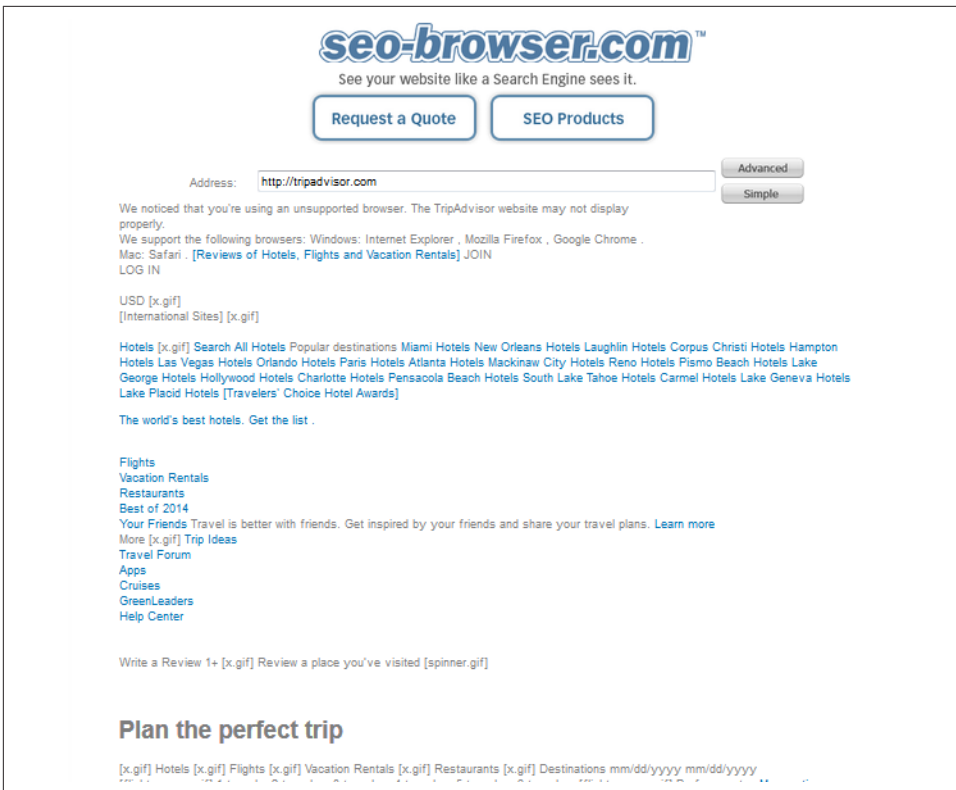 seo-browser.com™
See your website like a Search Engine sees it.
Request a Quote
SEO Products
Address:
http://tripadvisor.com
Advanced
Simple
We noticed that you're using an unsupported browser. The TripAdvisor website may not display
properly.
We support the following browsers: Windows: Internet Explorer , Mozilla Firefox , Google Chrome .
Mac: Safari . [Reviews of Hotels, Flights and Vacation Rentals] JOIN
LOG IN
USD [x.gif]
[International Sites] [x.gif]
Hotels [x.gif] Search All Hotels Popular destinations Miami Hotels New Orleans Hotels Laughlin Hotels Corpus Christi Hotels Hampton
Hotels Las Vegas Hotels Orlando Hotels Paris Hotels Atlanta Hotels Mackinaw City Hotels Reno Hotels Pismo Beach Hotels Lake
George Hotels Hollywood Hotels Charlotte Hotels Pensacola Beach Hotels South Lake Tahoe Hotels Carmel Hotels Lake Geneva Hotels
Lake Placid Hotels [Travelers' Choice Hotel Awards]
The world's best hotels. Get the list .
Flights
Vacation Rentals
Restaurants
Best of 2014
Your Friends Travel is better with friends. Get inspired by your friends and share your travel plans. Learn more
More [x.gif] Trip Ideas
Travel Forum
Apps
Cruises
GreenLeaders
Help Center
Write a Review 1+ [x.gif] Review a place you've visited [spinner.gif]
Plan the perfect trip
[x.gif] Hotels [x.gif] Flights [x.gif] Vacation Rentals [x.gif] Restaurants [x.gif] Destinations mm/dd/yyyy mm/dd/yyyy